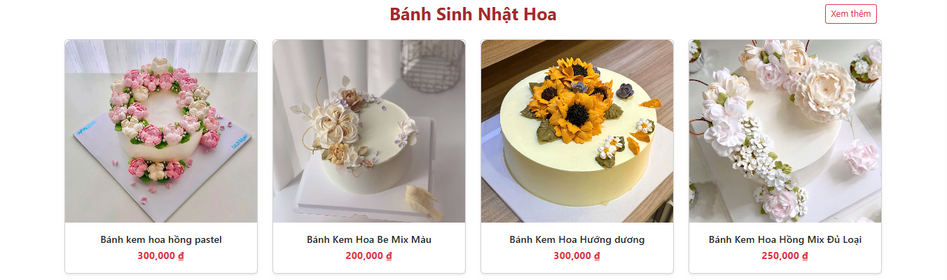 Bánh Sinh Nhật Hoa
Xem thêm
Bánh kem hoa hồng pastel
300,000 ₫
Bánh Kem Hoa Be Mix Màu
200,000 ₫
Bánh Kem Hoa Hướng dương
300,000 ₫
Bánh Kem Hoa Hồng Mix Đủ Loại
250,000 ₫